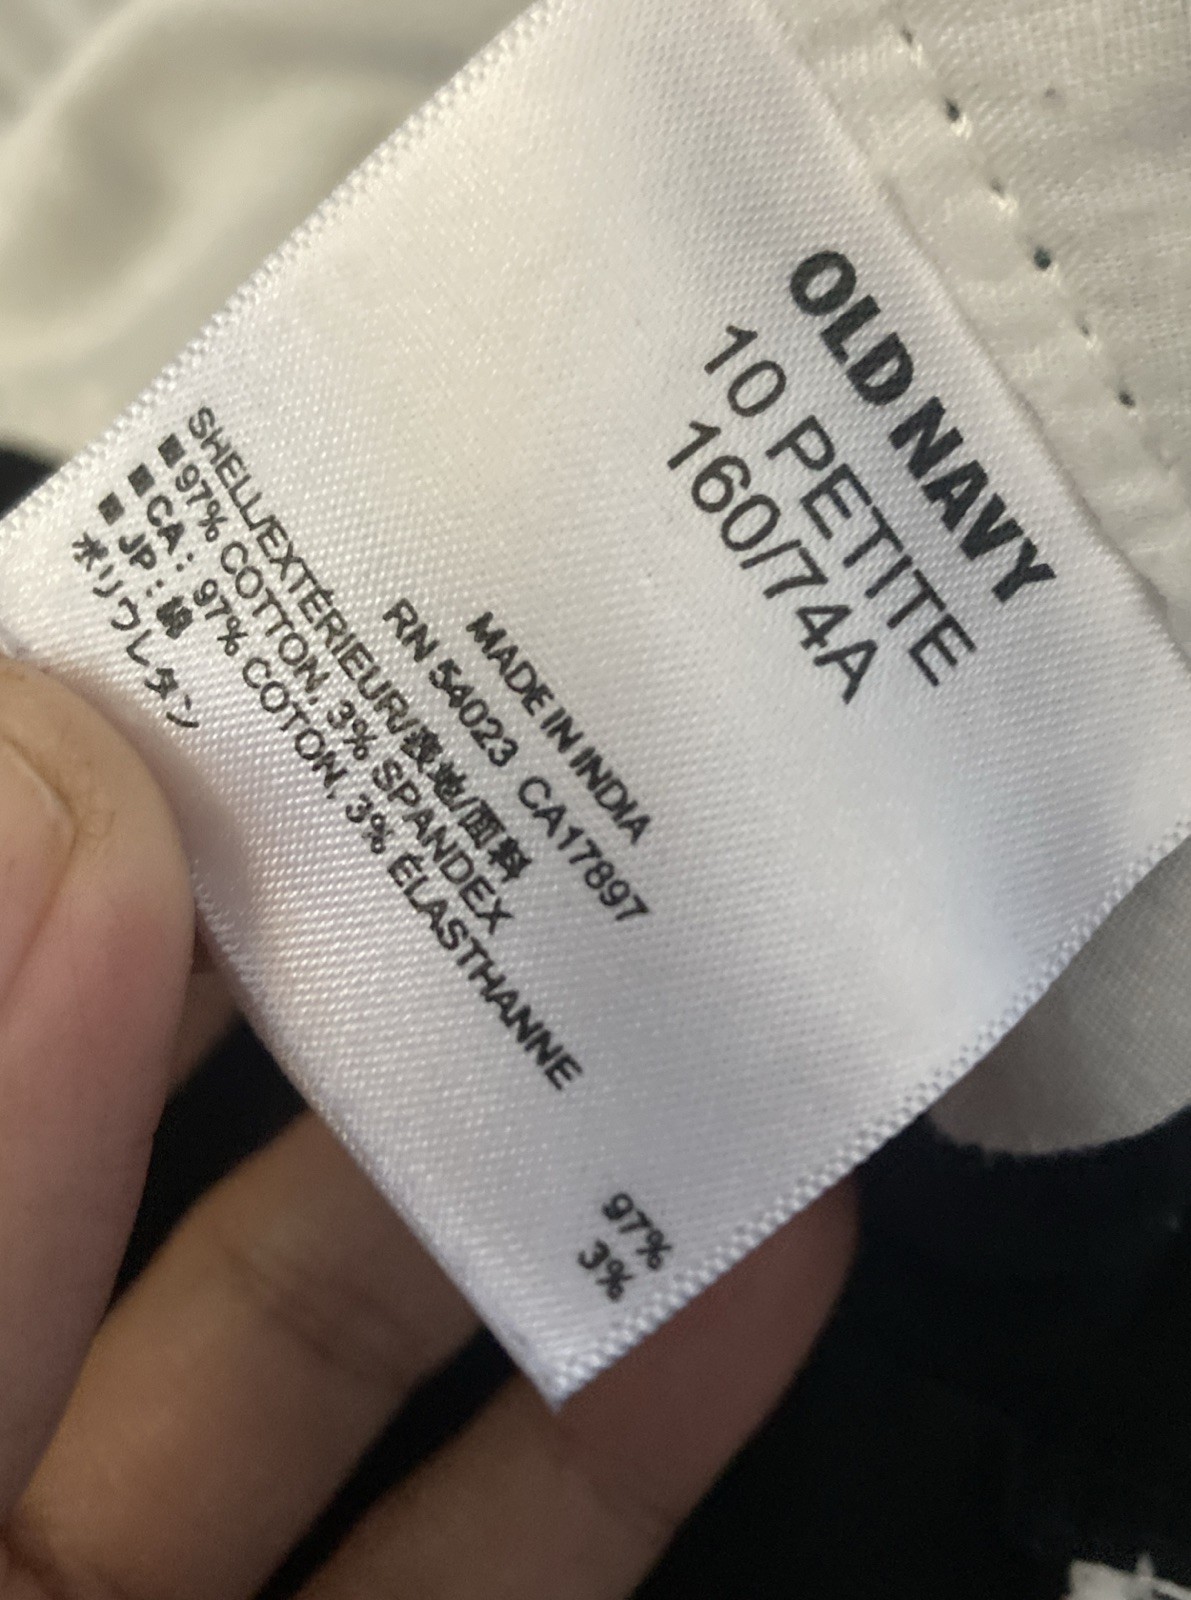 OLD NAVY
10 PETITE
160/74A
MADE IN INDIA
RN 54023 CA17897
SHELL/EXTÉRIEUR/表地/面料
■ 97% COTTON, 3% SPANDEX
■ CA : 97% COTON, 3% ÉLASTHANNE
■ JP : 綿 97%
ポリウレタン 3%